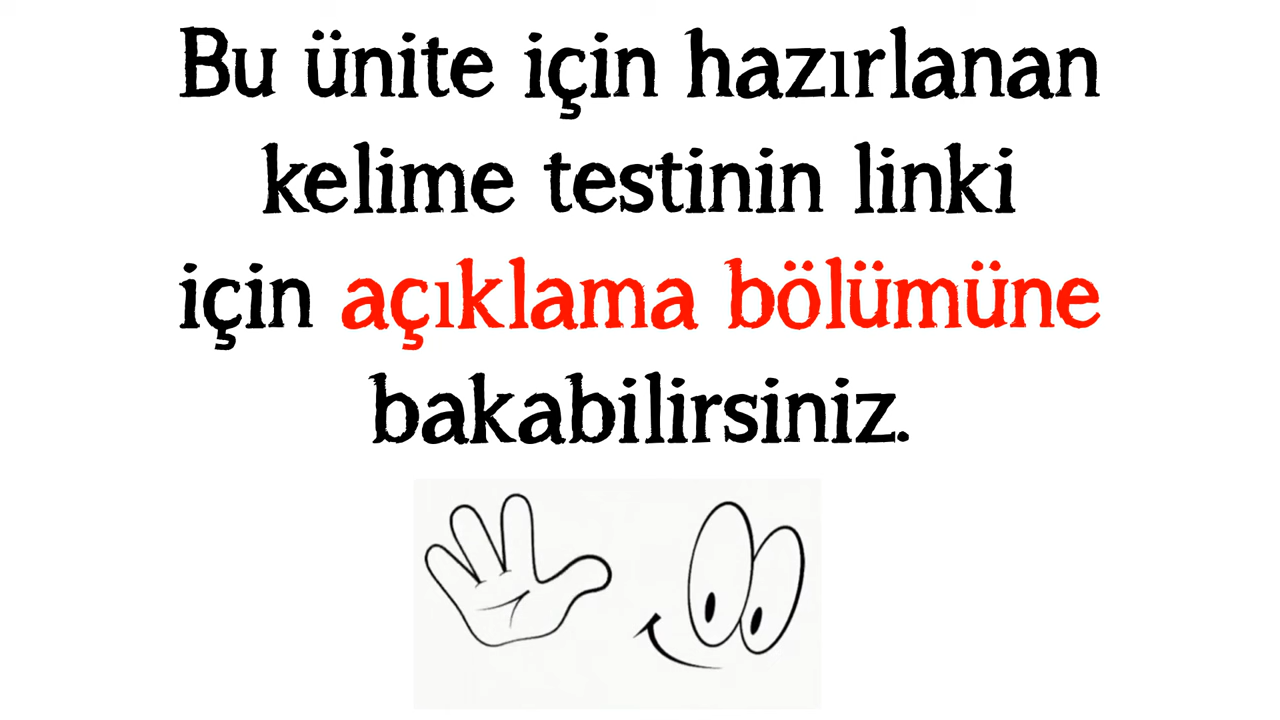 Bu ünite için hazırlanan
kelime testinin linki
için açıklama bölümüne
bakabilirsiniz.